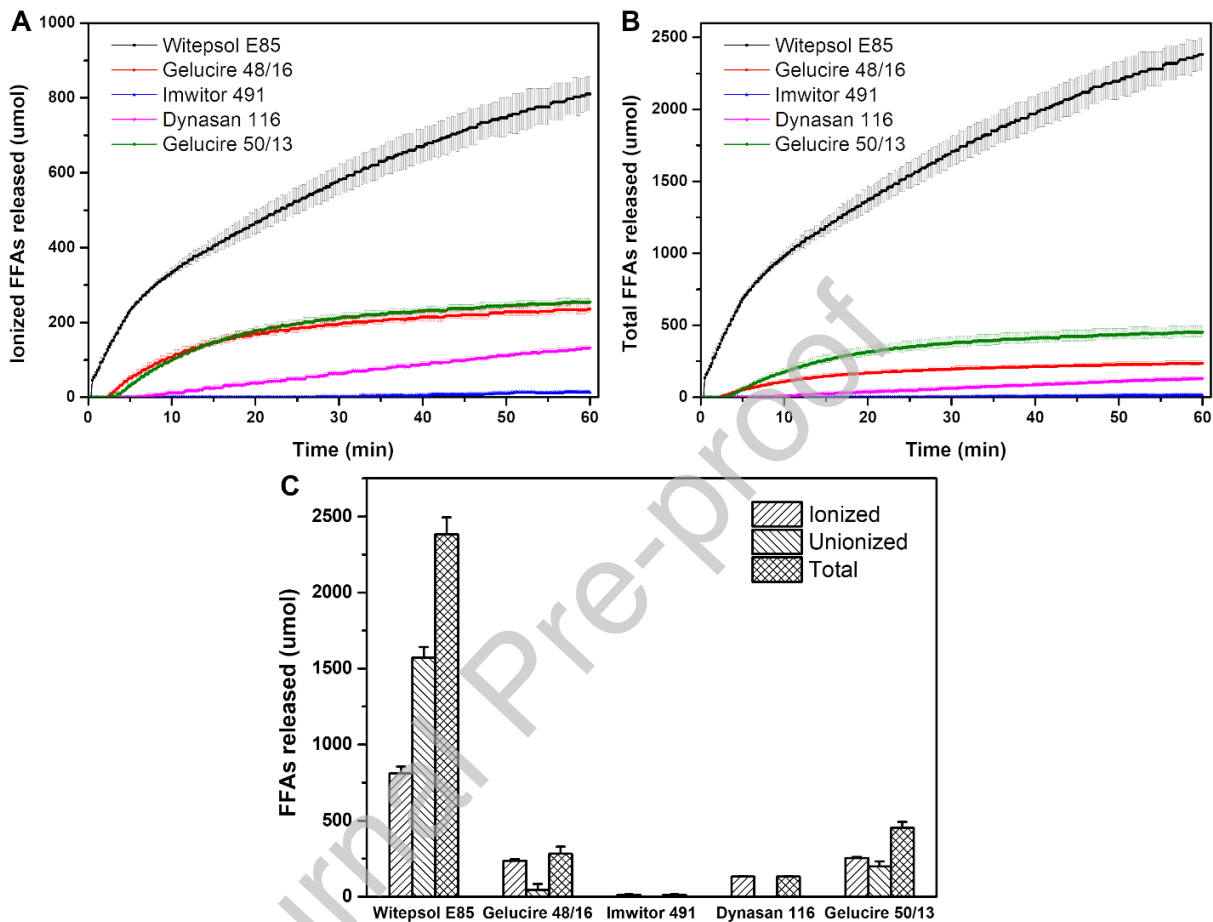 A
Witepsol E85
Gelucire 48/16
Imwitor 491
Dynasan 116
Gelucire 50/13
Ionized FFAs released (umol)
1000
800
600
400
200
0
0 10 20 30 40 50 60
Time (min)
B
Witepsol E85
Gelucire 48/16
Imwitor 491
Dynasan 116
Gelucire 50/13
Total FFAs released (umol)
2500
2000
1500
1000
500
0
0 10 20 30 40 50 60
Time (min)
C
Ionized
Unionized
Total
FFAs released (umol)
2500
2000
1500
1000
500
0
Witepsol E85 Gelucire 48/16 Imwitor 491 Dynasan 116 Gelucire 50/13
urnal Pre-proof